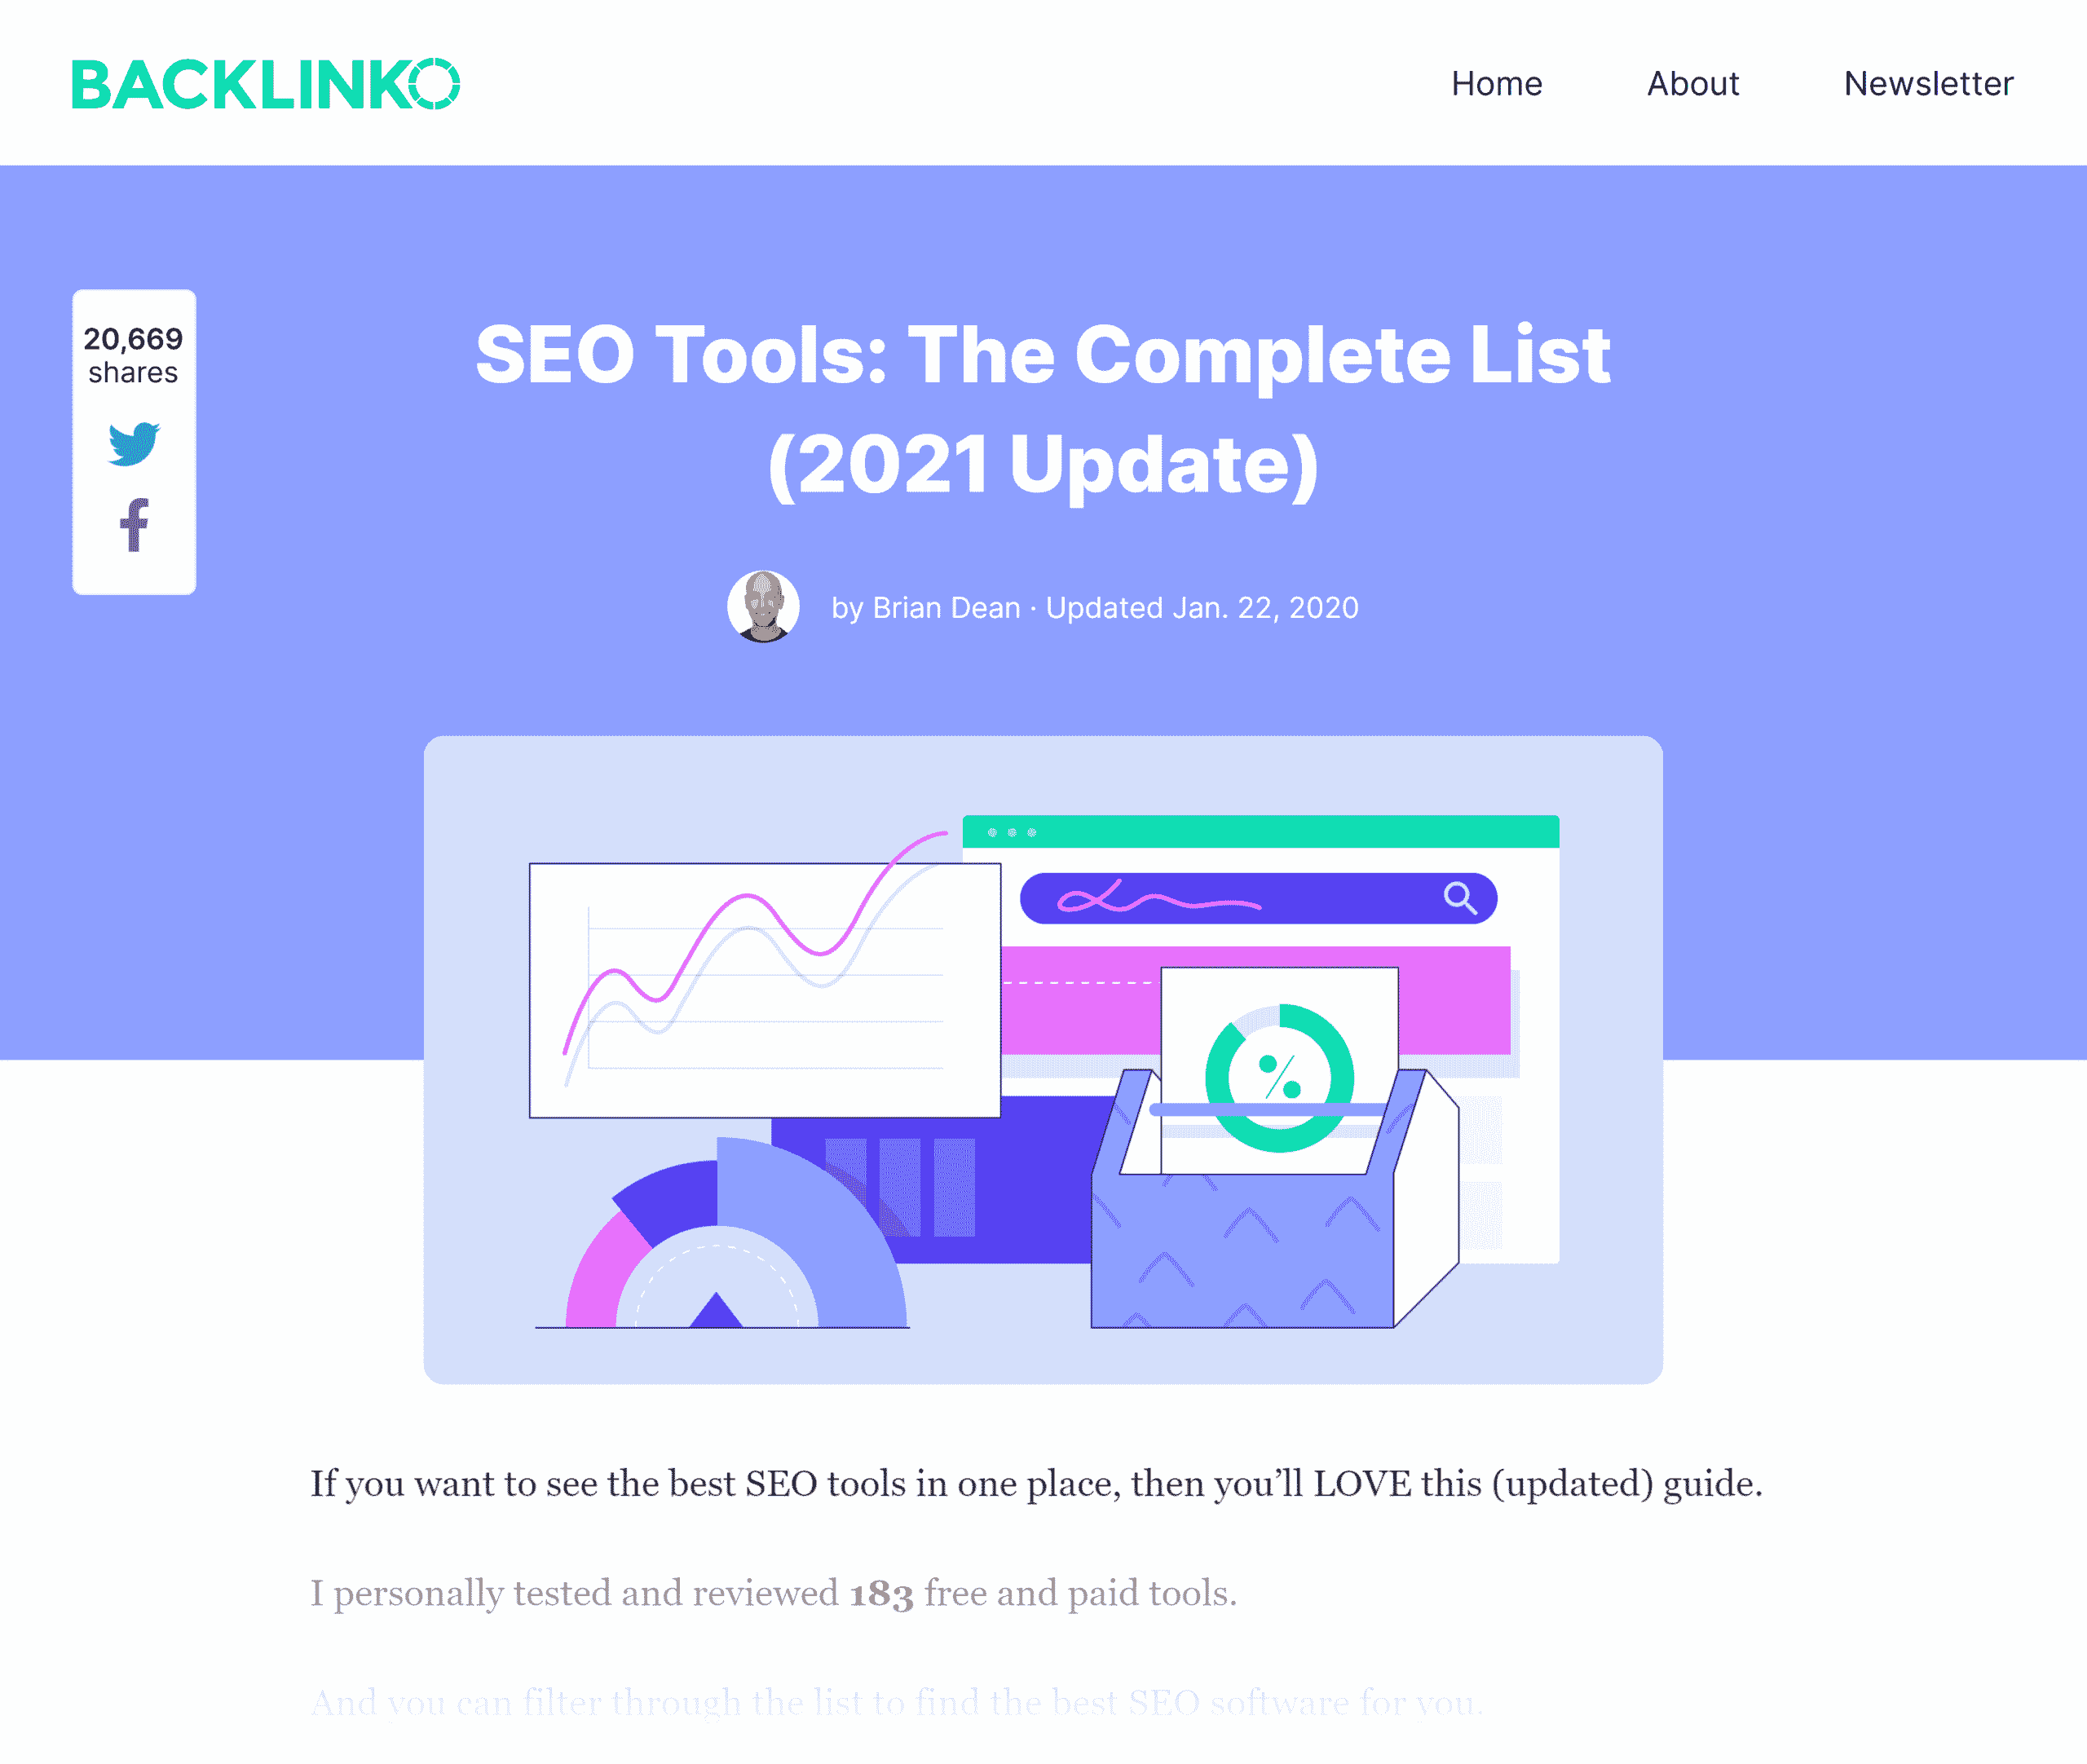 BACKLINKO
Home About Newsletter
20,669
shares
SEO Tools: The Complete List
(2021 Update)
by Brian Dean · Updated Jan. 22, 2020
%
If you want to see the best SEO tools in one place, then you’ll LOVE this (updated) guide.
I personally tested and reviewed 183 free and paid tools.
And you can filter through the list to find the best SEO software for you.